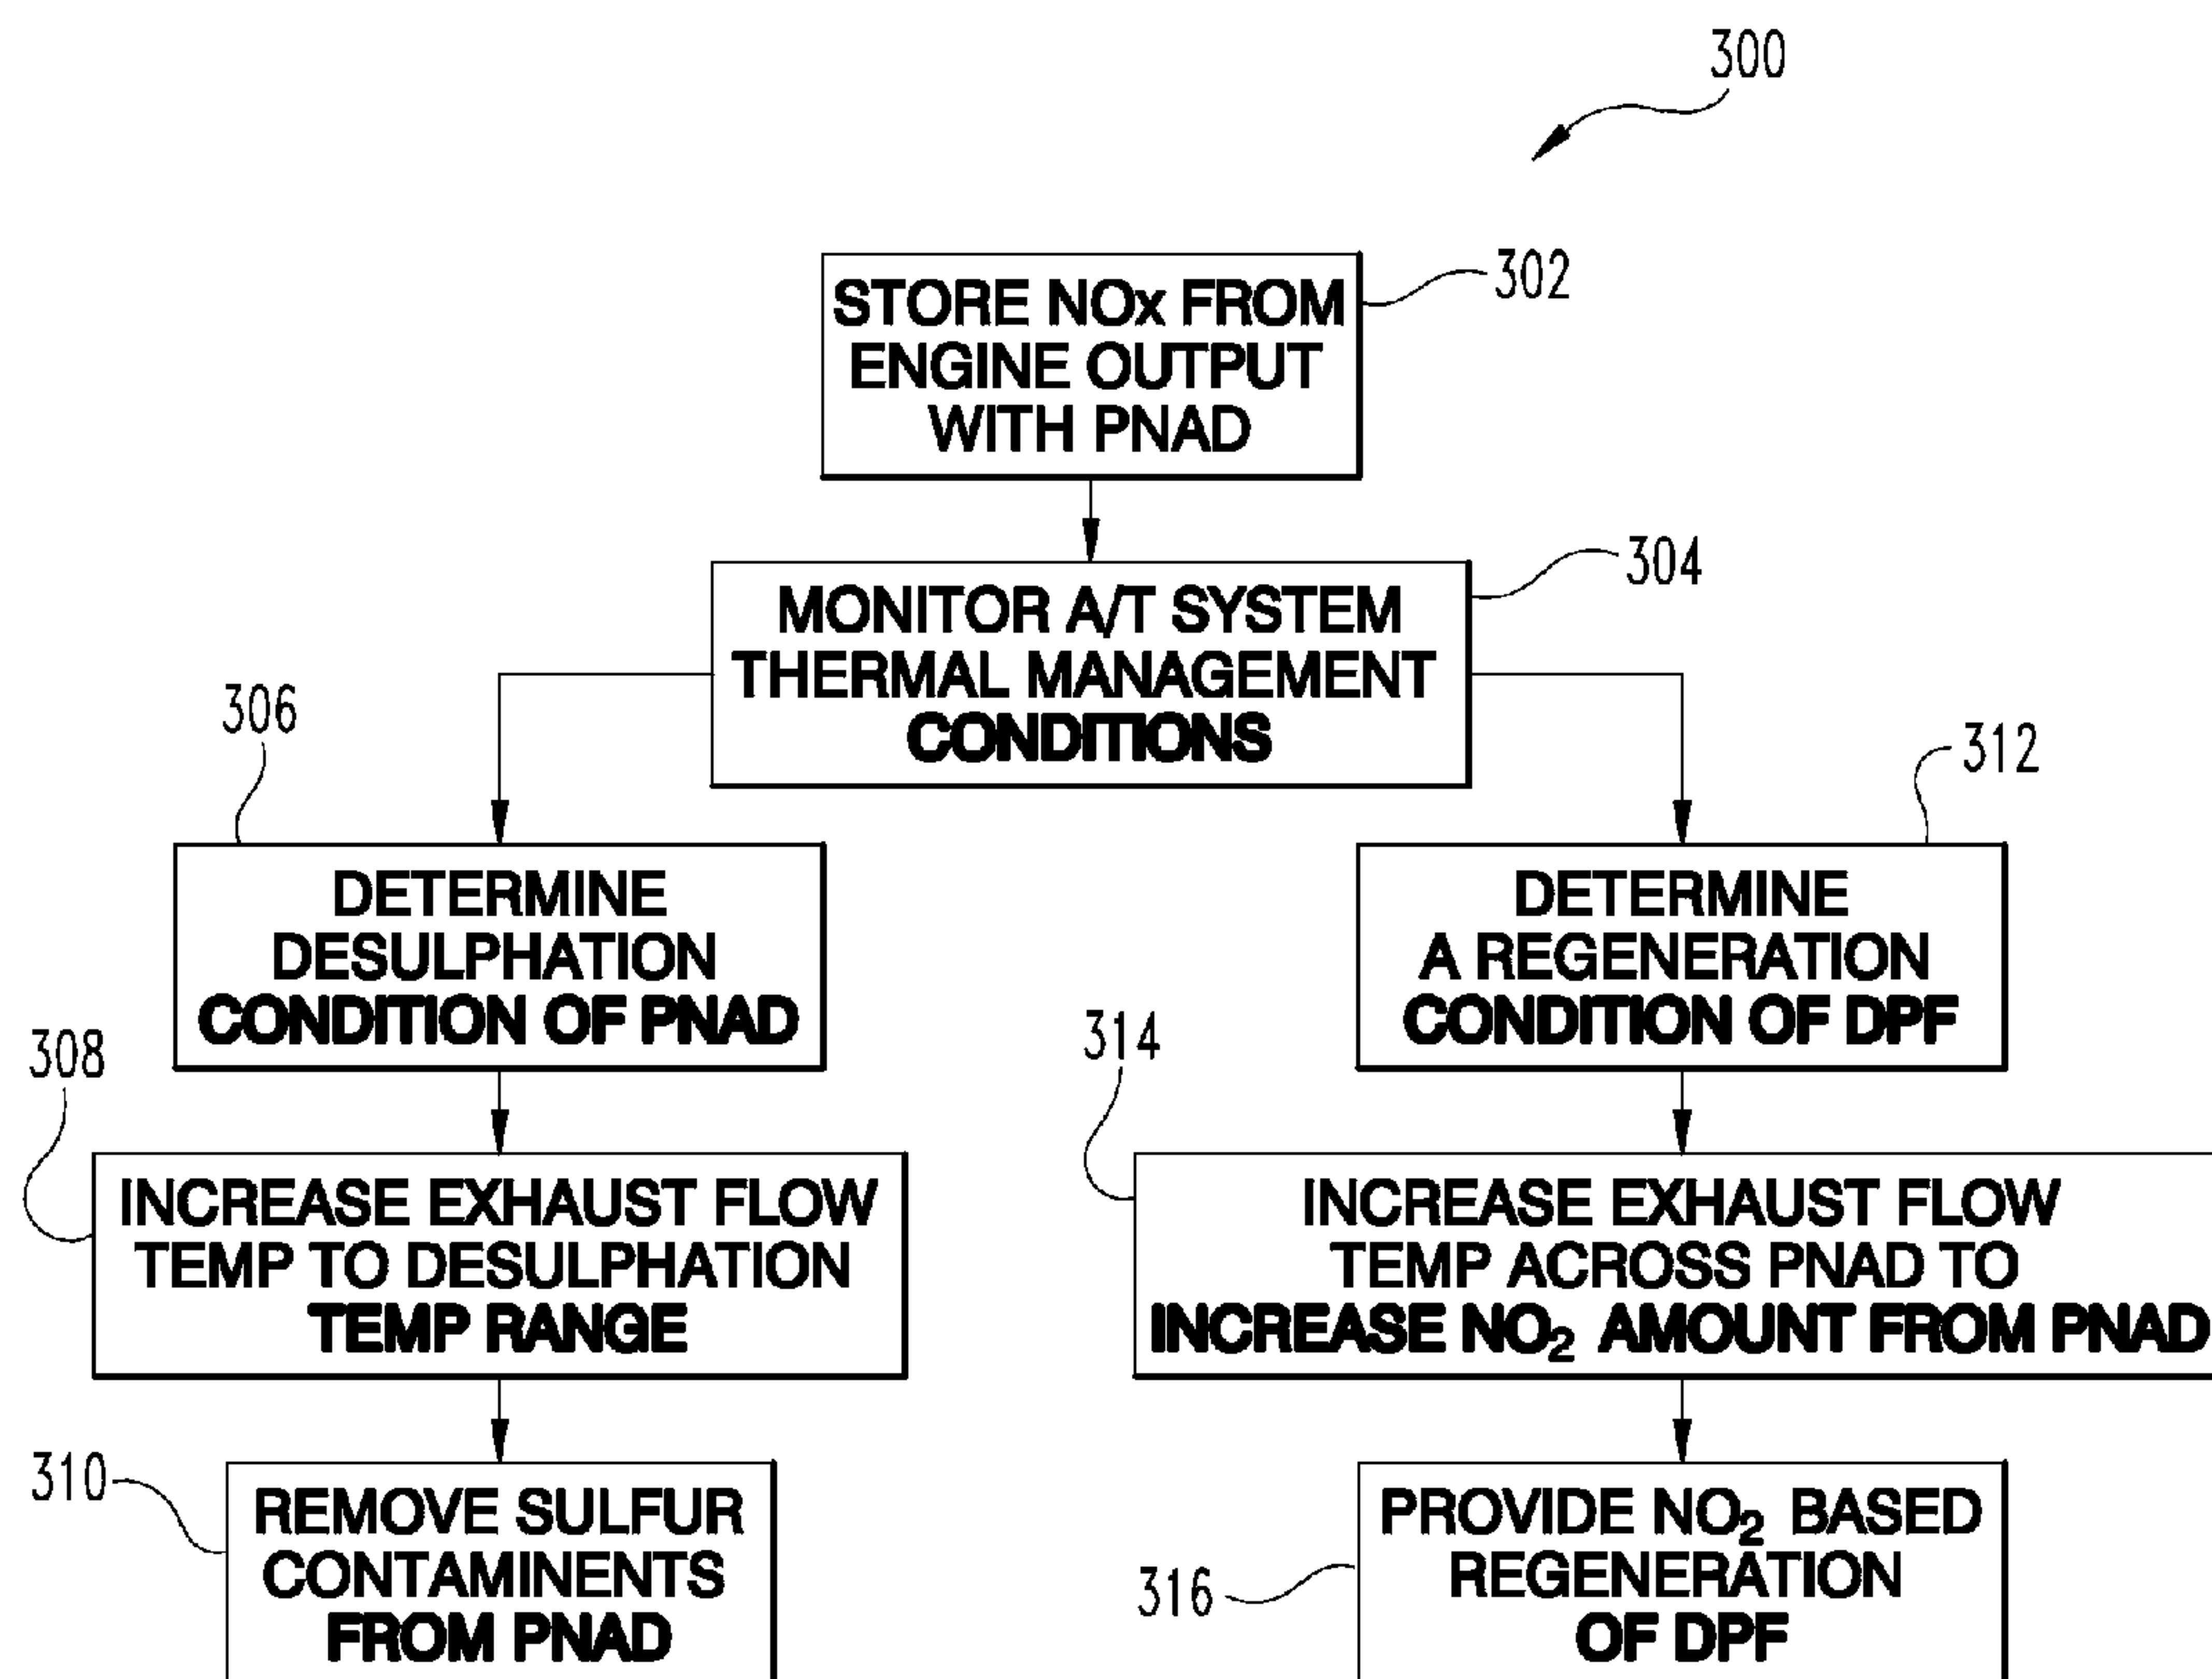 300
302
STORE NOx FROM
ENGINE OUTPUT
WITH PNAD
304
MONITOR A/T SYSTEM
THERMAL MANAGEMENT
CONDITIONS
306
DETERMINE
DESULPHATION
CONDITION OF PNAD
308
INCREASE EXHAUST FLOW
TEMP TO DESULPHATION
TEMP RANGE
310
REMOVE SULFUR
CONTAMINENTS
FROM PNAD
312
DETERMINE
A REGENERATION
CONDITION OF DPF
314
INCREASE EXHAUST FLOW
TEMP ACROSS PNAD TO
INCREASE NO₂ AMOUNT FROM PNAD
316
PROVIDE NO₂ BASED
REGENERATION
OF DPF